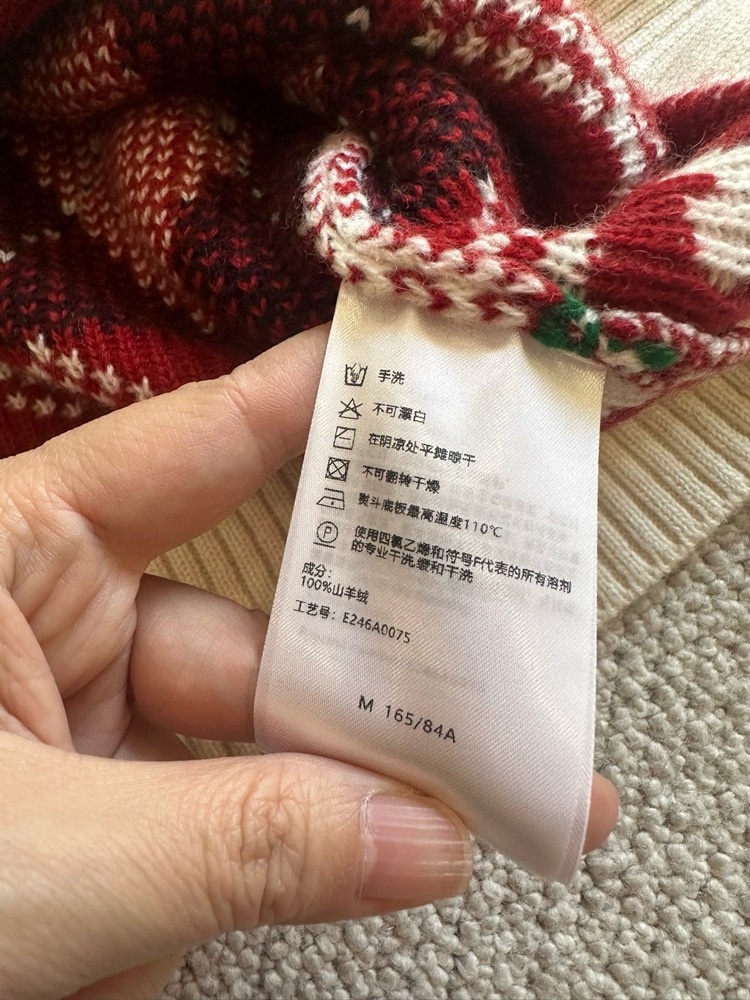 手洗
不可漂白
在阴凉处平摊晾干
不可翻转干燥
熨斗底板最高温度110℃
P
使用四氯乙烯和符号F代表的所有溶剂
的专业干洗,缓和干洗
成分:
100%山羊绒
工艺号: E246A0075
M 165/84A